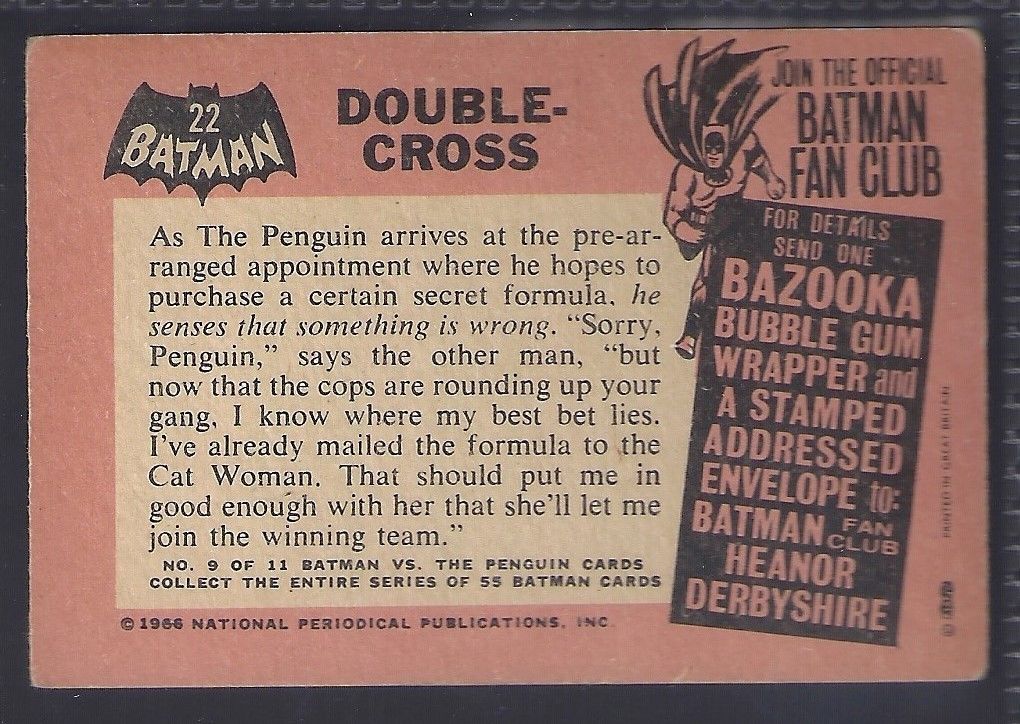 22
BATMAN
DOUBLE-
CROSS
As The Penguin arrives at the pre-ar-
ranged appointment where he hopes to
purchase a certain secret formula, he
senses that something is wrong. “Sorry,
Penguin,” says the other man, “but
now that the cops are rounding up your
gang, I know where my best bet lies.
I’ve already mailed the formula to the
Cat Woman. That should put me in
good enough with her that she’ll let me
join the winning team.”
NO. 9 OF 11 BATMAN VS. THE PENGUIN CARDS
COLLECT THE ENTIRE SERIES OF 55 BATMAN CARDS
© 1966 NATIONAL PERIODICAL PUBLICATIONS, INC.
JOIN THE OFFICIAL
BATMAN
FAN CLUB
FOR DETAILS
SEND ONE
BAZOOKA
BUBBLE GUM
WRAPPER and
A STAMPED
ADDRESSED
ENVELOPE to:
BATMAN FAN CLUB
HEANOR
DERBYSHIRE
PRINTED IN GREAT BRITAIN